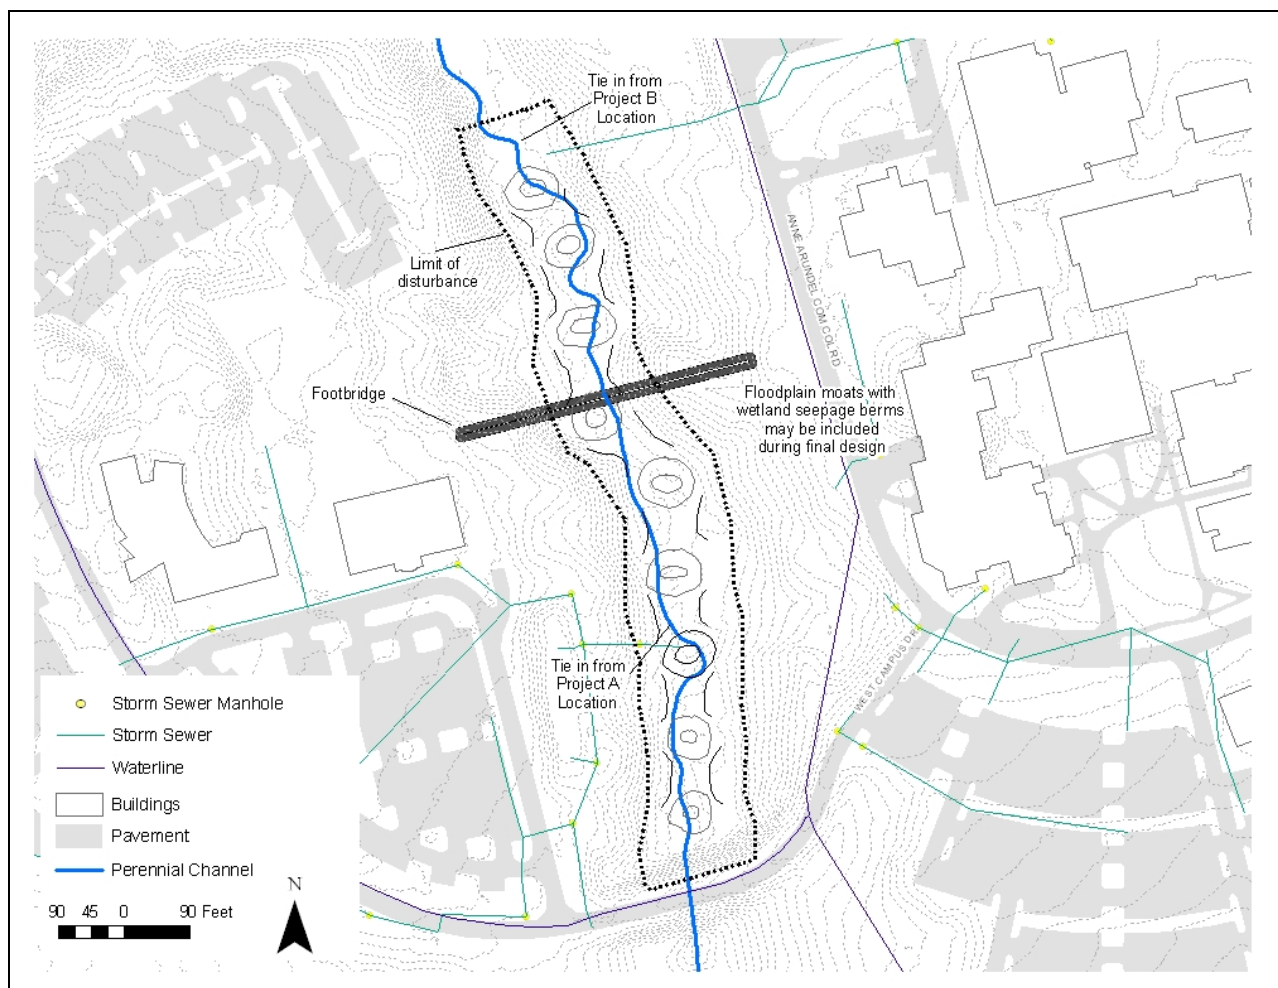 Tie in from
Project B
Location
ANNE ARUNDEL COM COL RD
Limit of
disturbance
Footbridge
Floodplain moats with
wetland seepage berms
may be included
during final design
WEST CAMPUS DR
Tie in from
Project A
Location
Storm Sewer Manhole
Storm Sewer
Waterline
Buildings
Pavement
Perennial Channel
N
90 45 0 90 Feet